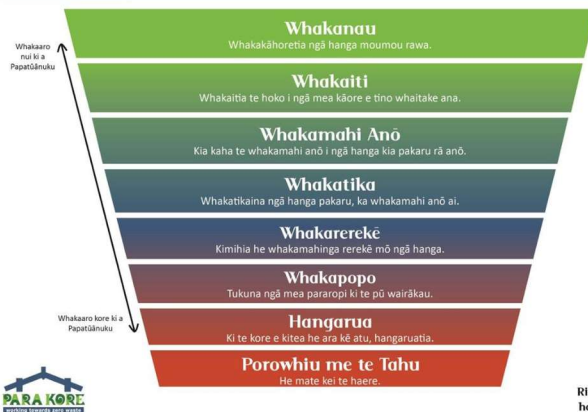 Whakanau
Whakakāhoretia ngā hanga moumou rawa.
Whakaaro
nui ki a
Papatūānuku
Whakaiti
Whakaitia te hoko i ngā mea kāore e tino whaitake ana.
Whakamahi Anō
Kia kaha te whakamahi anō i ngā hanga kia pakaru rā anō.
Whakatika
Whakatikaina ngā hanga pakaru, ka whakamahi anō ai.
Whakarerekē
Kimihia he whakamahinga rerekē mō ngā hanga.
Whakapopo
Tukuna ngā mea pararopi ki te pū wairākau.
Whakaaro kore ki a
Papatūānuku
Hangarua
Ki te kore e kitea he ara kē atu, hangaruatia.
Porowhiu me te Tahu
He mate kei te haere.
PARA KORE
working towards zero waste